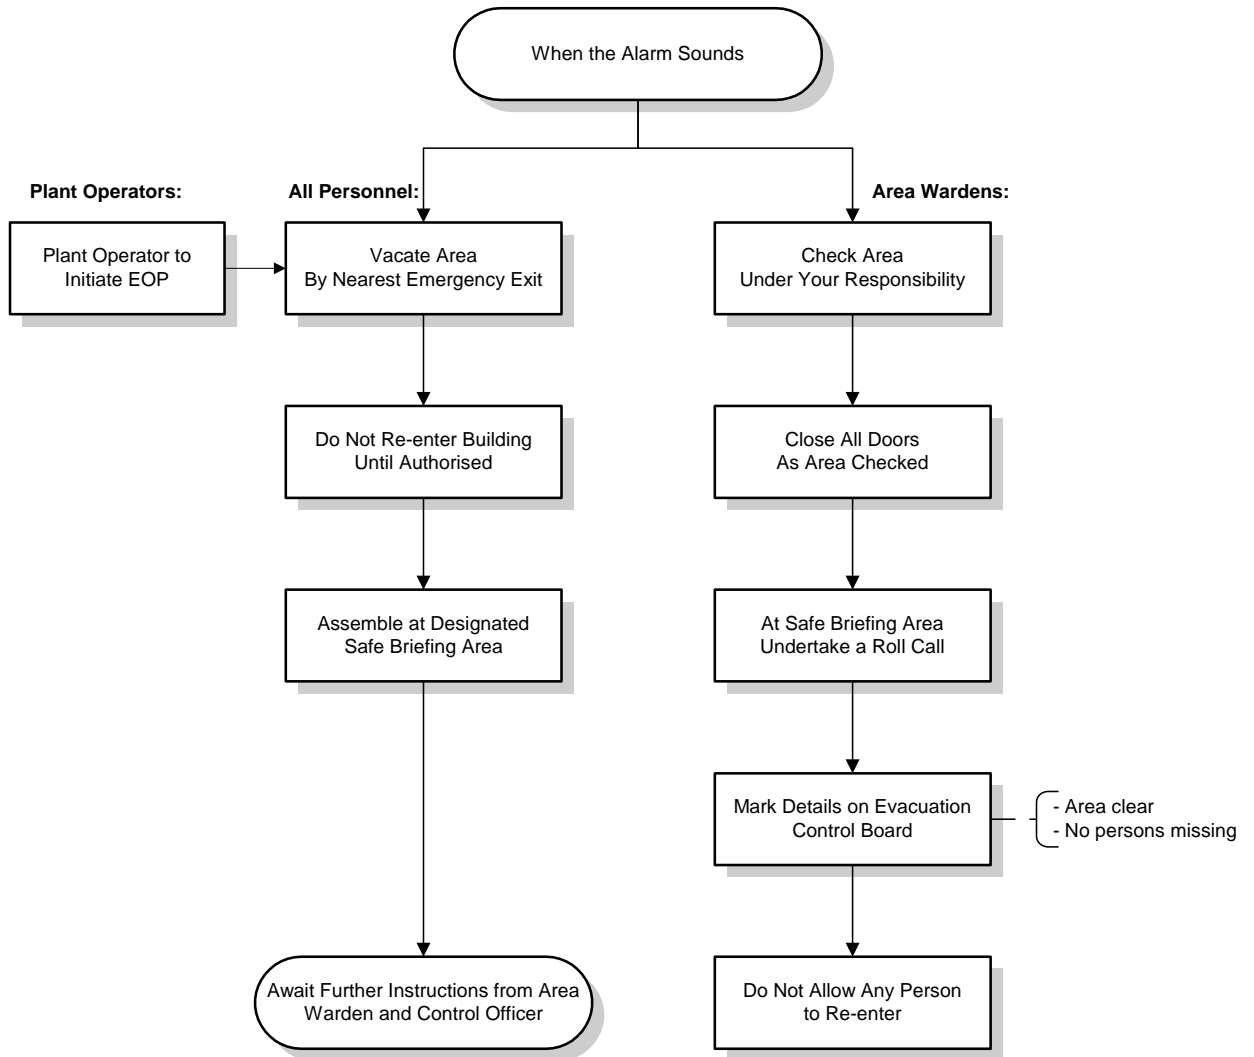 When the Alarm Sounds
Plant Operators:
All Personnel:
Area Wardens:
Plant Operator to
Initiate EOP
Vacate Area
By Nearest Emergency Exit
Check Area
Under Your Responsibility
Do Not Re-enter Building
Until Authorised
Close All Doors
As Area Checked
Assemble at Designated
Safe Briefing Area
At Safe Briefing Area
Undertake a Roll Call
Mark Details on Evacuation
Control Board
- Area clear
- No persons missing
Await Further Instructions from Area
Warden and Control Officer
Do Not Allow Any Person
to Re-enter